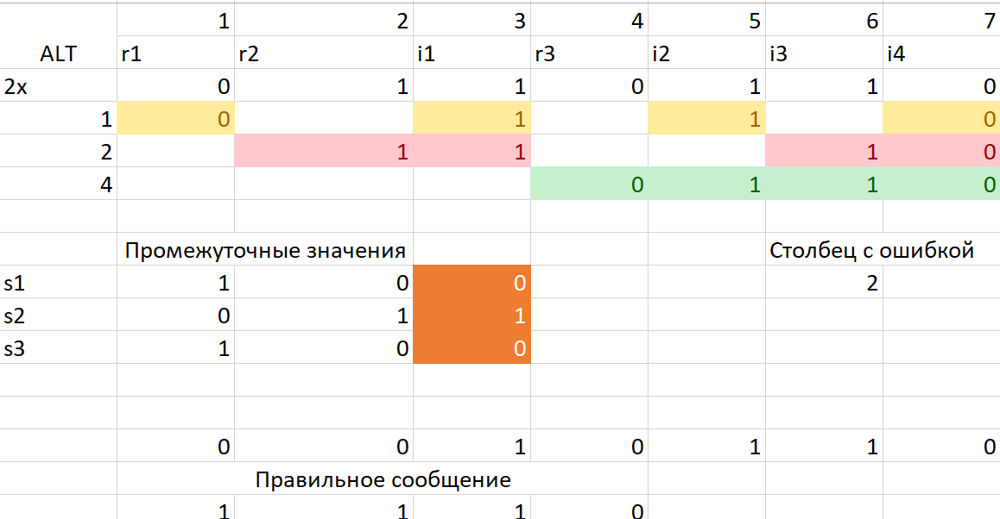 1 2 3 4 5 6 7
ALT r1 r2 i1 r3 i2 i3 i4
2x 0 1 1 0 1 1 0
1 0 1 1 0
2 1 1 1 0
4 0 1 1 0
Промежуточные значения Столбец с ошибкой
s1 1 0 0 2
s2 0 1 1
s3 1 0 0
0 0 1 0 1 1 0
Правильное сообщение
1 1 1 0